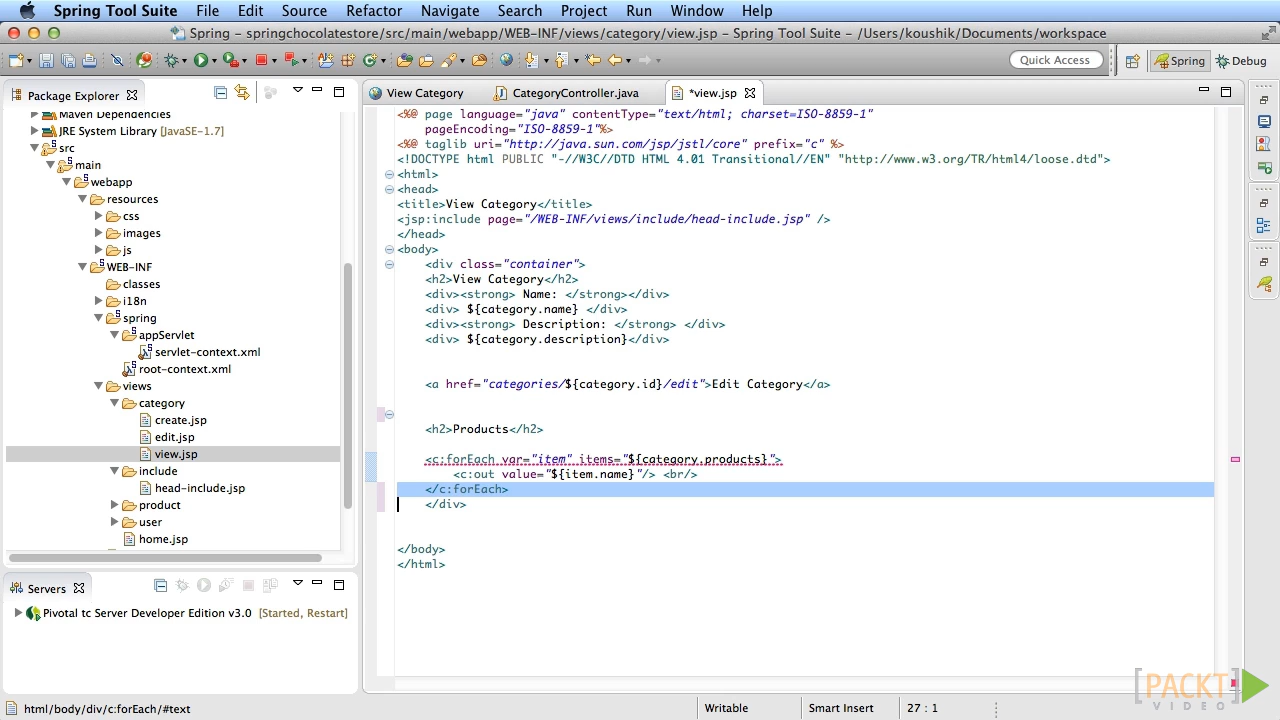 Spring Tool Suite File Edit Source Refactor Navigate Search Project Run Window Help
Spring - springchocolatestore/src/main/webapp/WEB-INF/views/category/view.jsp - Spring Tool Suite - /Users/koushik/Documents/workspace
Quick Access
Spring
Debug
Package Explorer
Maven Dependencies
JRE System Library [JavaSE-1.7]
src
main
webapp
resources
css
images
js
WEB-INF
classes
i18n
spring
appServlet
servlet-context.xml
root-context.xml
views
category
create.jsp
edit.jsp
view.jsp
include
head-include.jsp
product
user
home.jsp
Servers
Pivotal tc Server Developer Edition v3.0 [Started, Restart]
View Category
CategoryController.java
*view.jsp
<%@ page language="java" contentType="text/html; charset=ISO-8859-1"
pageEncoding="ISO-8859-1"%>
<%@ taglib uri="http://java.sun.com/jsp/jstl/core" prefix="c" %>
<!DOCTYPE html PUBLIC "-//W3C//DTD HTML 4.01 Transitional//EN" "http://www.w3.org/TR/html4/loose.dtd">
<html>
<head>
<title>View Category</title>
<jsp:include page="/WEB-INF/views/include/head-include.jsp" />
</head>
<body>
<div class="container">
<h2>View Category</h2>
<div><strong> Name: </strong></div>
<div> ${category.name} </div>
<div><strong> Description: </strong> </div>
<div> ${category.description}</div>
<a href="categories/${category.id}/edit">Edit Category</a>
<h2>Products</h2>
<c:forEach var="item" items="${category.products}">
<c:out value="${item.name}"/> <br/>
</c:forEach>
</div>
</body>
</html>
html/body/div/c:forEach/#text
Writable
Smart Insert
27 : 1
PACKT
VIDEO